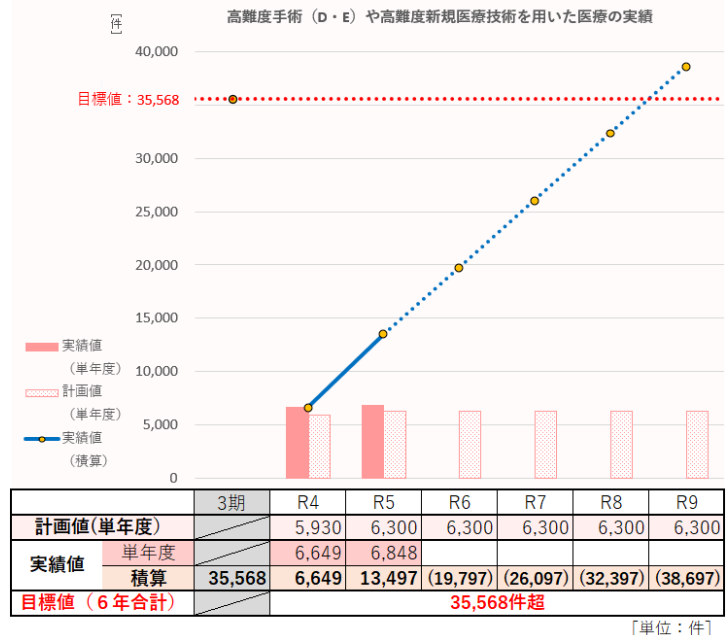 高難度手術（D・E）や高難度新規医療技術を用いた医療の実績
[件]
40,000
目標値：35,568
30,000
25,000
20,000
15,000
10,000
5,000
0
実績値
（単年度）
計画値
（単年度）
実績値
（積算）
3期 R4 R5 R6 R7 R8 R9
計画値(単年度) 5,930 6,300 6,300 6,300 6,300 6,300
実績値 単年度 6,649 6,848
積算 35,568 6,649 13,497 (19,797) (26,097) (32,397) (38,697)
目標値（６年合計） 35,568件超
[単位：件]